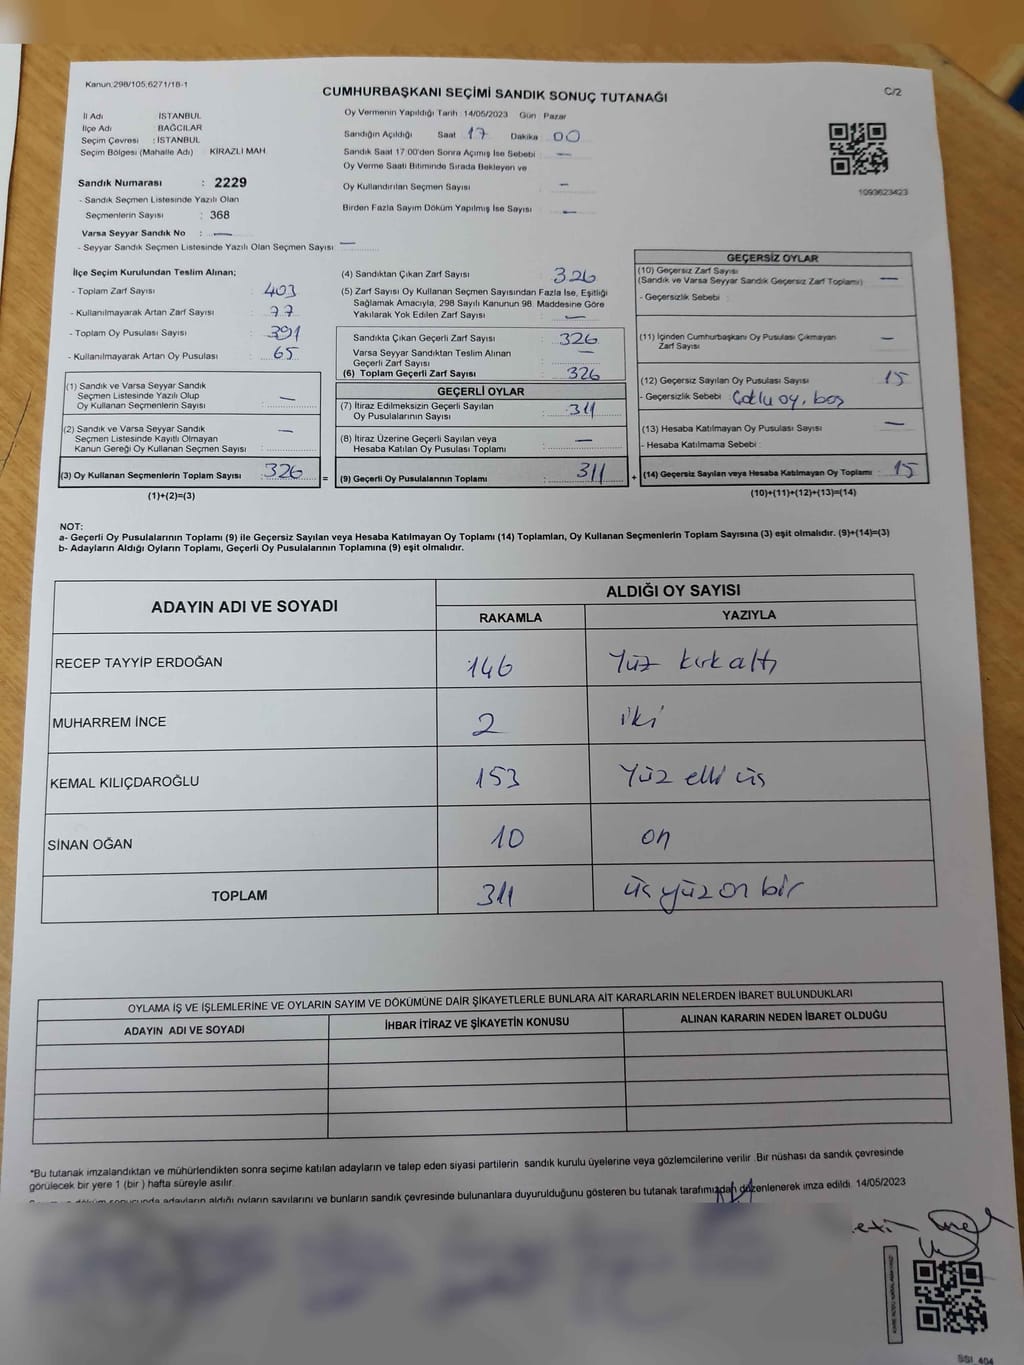 Kanun:298/105,6271/18-1
C/2
CUMHURBAŞKANI SEÇİMİ SANDIK SONUÇ TUTANAĞI
İl Adı : İSTANBUL
İlçe Adı : BAĞCILAR
Seçim Çevresi : İSTANBUL
Seçim Bölgesi (Mahalle Adı) : KİRAZLI MAH.
Sandık Numarası : 2229
- Sandık Seçmen Listesinde Yazılı Olan
Seçmenlerin Sayısı : 368
Varsa Seyyar Sandık No : —
- Seyyar Sandık Seçmen Listesinde Yazılı Olan Seçmen Sayısı : —
Oy Vermenin Yapıldığı Tarih : 14/05/2023 Gün : Pazar
Sandığın Açıldığı Saat 17 Dakika : 00
Sandık Saat 17:00'den Sonra Açılmış İse Sebebi : —
Oy Verme Saati Bitiminde Sırada Bekleyen ve
Oy Kullandırılan Seçmen Sayısı : —
Birden Fazla Sayım Döküm Yapılmış İse Sayısı : —
1093623423
İlçe Seçim Kurulundan Teslim Alınan;
- Toplam Zarf Sayısı : 403
- Kullanılmayarak Artan Zarf Sayısı : 77
- Toplam Oy Pusulası Sayısı : 391
- Kullanılmayarak Artan Oy Pusulası : 65
(1) Sandık ve Varsa Seyyar Sandık
Seçmen Listesinde Yazılı Olup
Oy Kullanan Seçmenlerin Sayısı : —
(2) Sandık ve Varsa Seyyar Sandık
Seçmen Listesinde Kayıtlı Olmayan
Kanun Gereği Oy Kullanan Seçmen Sayısı : —
(3) Oy Kullanan Seçmenlerin Toplam Sayısı : 326
(1)+(2)=(3)
(4) Sandıktan Çıkan Zarf Sayısı : 326
(5) Zarf Sayısı Oy Kullanan Seçmen Sayısından Fazla İse, Eşitliği
Sağlamak Amacıyla, 298 Sayılı Kanunun 98. Maddesine Göre
Yakılarak Yok Edilen Zarf Sayısı : —
Sandıkta Çıkan Geçerli Zarf Sayısı : 326
Varsa Seyyar Sandıktan Teslim Alınan
Geçerli Zarf Sayısı : —
(6) Toplam Geçerli Zarf Sayısı : 326
GEÇERLİ OYLAR
(7) İtiraz Edilmeksizin Geçerli Sayılan
Oy Pusulalarının Sayısı : 311
(8) İtiraz Üzerine Geçerli Sayılan veya
Hesaba Katılan Oy Pusulası Toplamı : —
= (9) Geçerli Oy Pusulalarının Toplamı : 311
GEÇERSİZ OYLAR
(10) Geçersiz Zarf Sayısı : —
(Sandık ve Varsa Seyyar Sandık Geçersiz Zarf Toplamı)
- Geçersizlik Sebebi :
(11) İçinden Cumhurbaşkanı Oy Pusulası Çıkmayan : —
Zarf Sayısı
(12) Geçersiz Sayılan Oy Pusulası Sayısı : 15
- Geçersizlik Sebebi : Çoklu oy, boş
(13) Hesaba Katılmayan Oy Pusulası Sayısı : —
- Hesaba Katılmama Sebebi :
+ (14) Geçersiz Sayılan veya Hesaba Katılmayan Oy Toplamı : 15
(10)+(11)+(12)+(13)=(14)
NOT:
a- Geçerli Oy Pusulalarının Toplamı (9) ile Geçersiz Sayılan veya Hesaba Katılmayan Oy Toplamı (14) Toplamları, Oy Kullanan Seçmenlerin Toplam Sayısına (3) eşit olmalıdır. (9)+(14)=(3)
b- Adayların Aldığı Oyların Toplamı, Geçerli Oy Pusulalarının Toplamına (9) eşit olmalıdır.
ADAYIN ADI VE SOYADI
ALDIĞI OY SAYISI
RAKAMLA YAZIYLA
RECEP TAYYİP ERDOĞAN 146 Yüz kırk altı
MUHARREM İNCE 2 iki
KEMAL KILIÇDAROĞLU 153 Yüz elli üç
SİNAN OĞAN 10 on
TOPLAM 311 üç yüz on bir
OYLAMA İŞ VE İŞLEMLERİNE VE OYLARIN SAYIM VE DÖKÜMÜNE DAİR ŞİKAYETLERLE BUNLARA AİT KARARLARIN NELERDEN İBARET BULUNDUKLARI
ADAYIN ADI VE SOYADI İHBAR İTİRAZ VE ŞİKAYETİN KONUSU ALINAN KARARIN NEDEN İBARET OLDUĞU
*Bu tutanak imzalandıktan ve mühürlendikten sonra seçime katılan adayların ve talep eden siyasi partilerin sandık kurulu üyelerine veya gözlemcilerine verilir. Bir nüshası da sandık çevresinde
görülecek bir yere 1 (bir) hafta süreyle asılır.
döküm sonucunda adayların aldığı oyların sayılarını ve bunların sandık çevresinde bulunanlara duyurulduğunu gösteren bu tutanak tarafımızdan düzenlenerek imza edildi. 14/05/2023
SSI_404